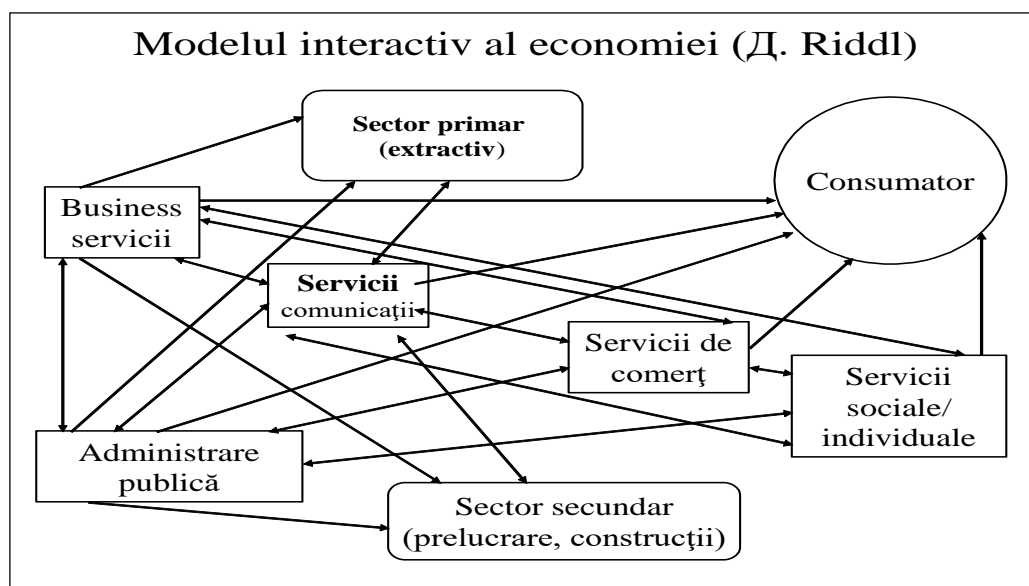 Modelul interactiv al economiei (Д. Riddl)
Sector primar
(extractiv)
Consumator
Business
servicii
Servicii
comunicaţii
Servicii de
comerţ
Servicii
sociale/
individuale
Administrare
publică
Sector secundar
(prelucrare, construcţii)